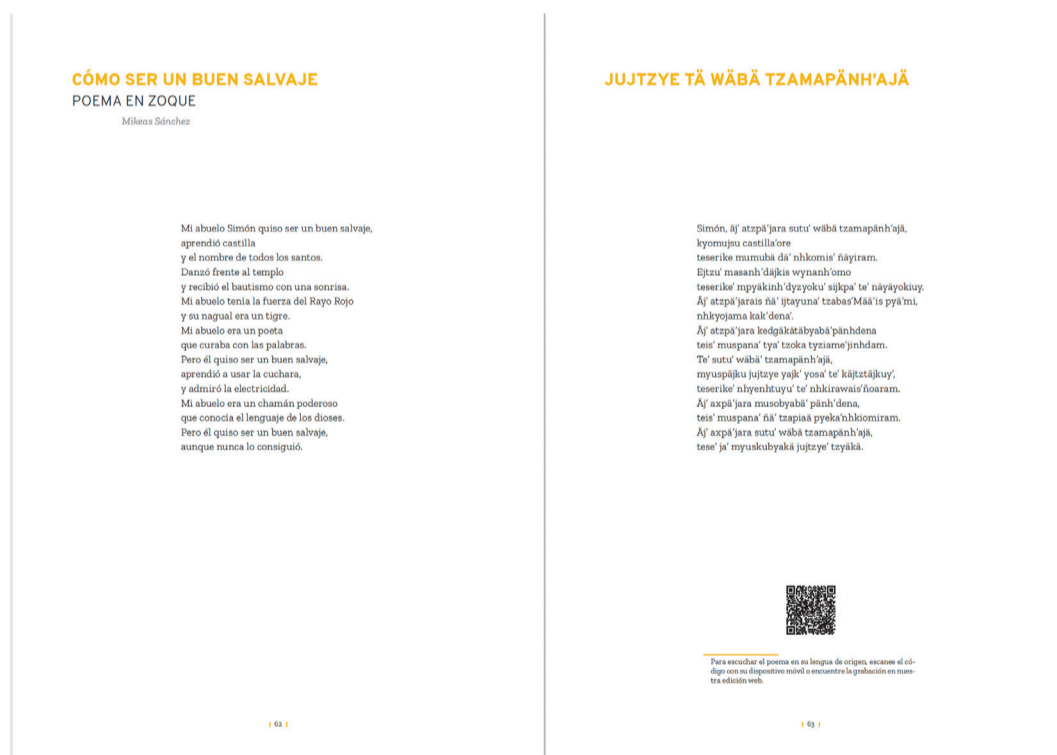 CÓMO SER UN BUEN SALVAJE
POEMA EN ZOQUE
Mikeas Sánchez
Mi abuelo Simón quiso ser un buen salvaje,
aprendió castilla
y el nombre de todos los santos.
Danzó frente al templo
y recibió el bautismo con una sonrisa.
Mi abuelo tenía la fuerza del Rayo Rojo
y su nagual era un tigre.
Mi abuelo era un poeta
que curaba con las palabras.
Pero él quiso ser un buen salvaje,
aprendió a usar la cuchara,
y admiró la electricidad.
Mi abuelo era un chamán poderoso
que conocía el lenguaje de los dioses.
Pero él quiso ser un buen salvaje,
aunque nunca lo consiguió.
| 62 |
JUJTZYE TÄ WÄBÄ TZAMAPÄNH'AJÄ
Simón, äj' atzpä'jara sutu' wäbä tzamapänh'ajä,
kyomujsu castilla'ore
teserike mumubä dä' nhkomis' ñäyiram.
Ejtzu' masanh'däjkis wynanh'omo
teserike' mpyäkinh'dyzyoku' sijkpa' te' näyäyokiuy.
Äj' atzpä'jarais ñä' ijtayuna' tzabas'Mää'is pyä'mi,
nhkyojama kak'dena'.
Äj' atzpä'jara kedgäkätäbyabä'pänhdena
teis' muspana' tya' tzoka tyziame'jinhdam.
Te' sutu' wäbä' tzamapänh'ajä,
myuspäjku jujtzye yajk' yosa' te' käjtztäjkuy',
teserike' nhyenhtuyu' te' nhkirawais'ñoaram.
Äj' axpä'jara musobyabä' pänh'dena,
teis' muspana' ñä' tzapiaä pyeka'nhkiomiram.
Äj' axpä'jara sutu' wäbä tzamapänh'ajä,
tese' ja' myuskubyakä jujtzye' tzyäkä.
Para escuchar el poema en su lengua de origen, escanee el có-
digo con su dispositivo móvil o encuentre la grabación en nues-
tra edición web.
| 63 |